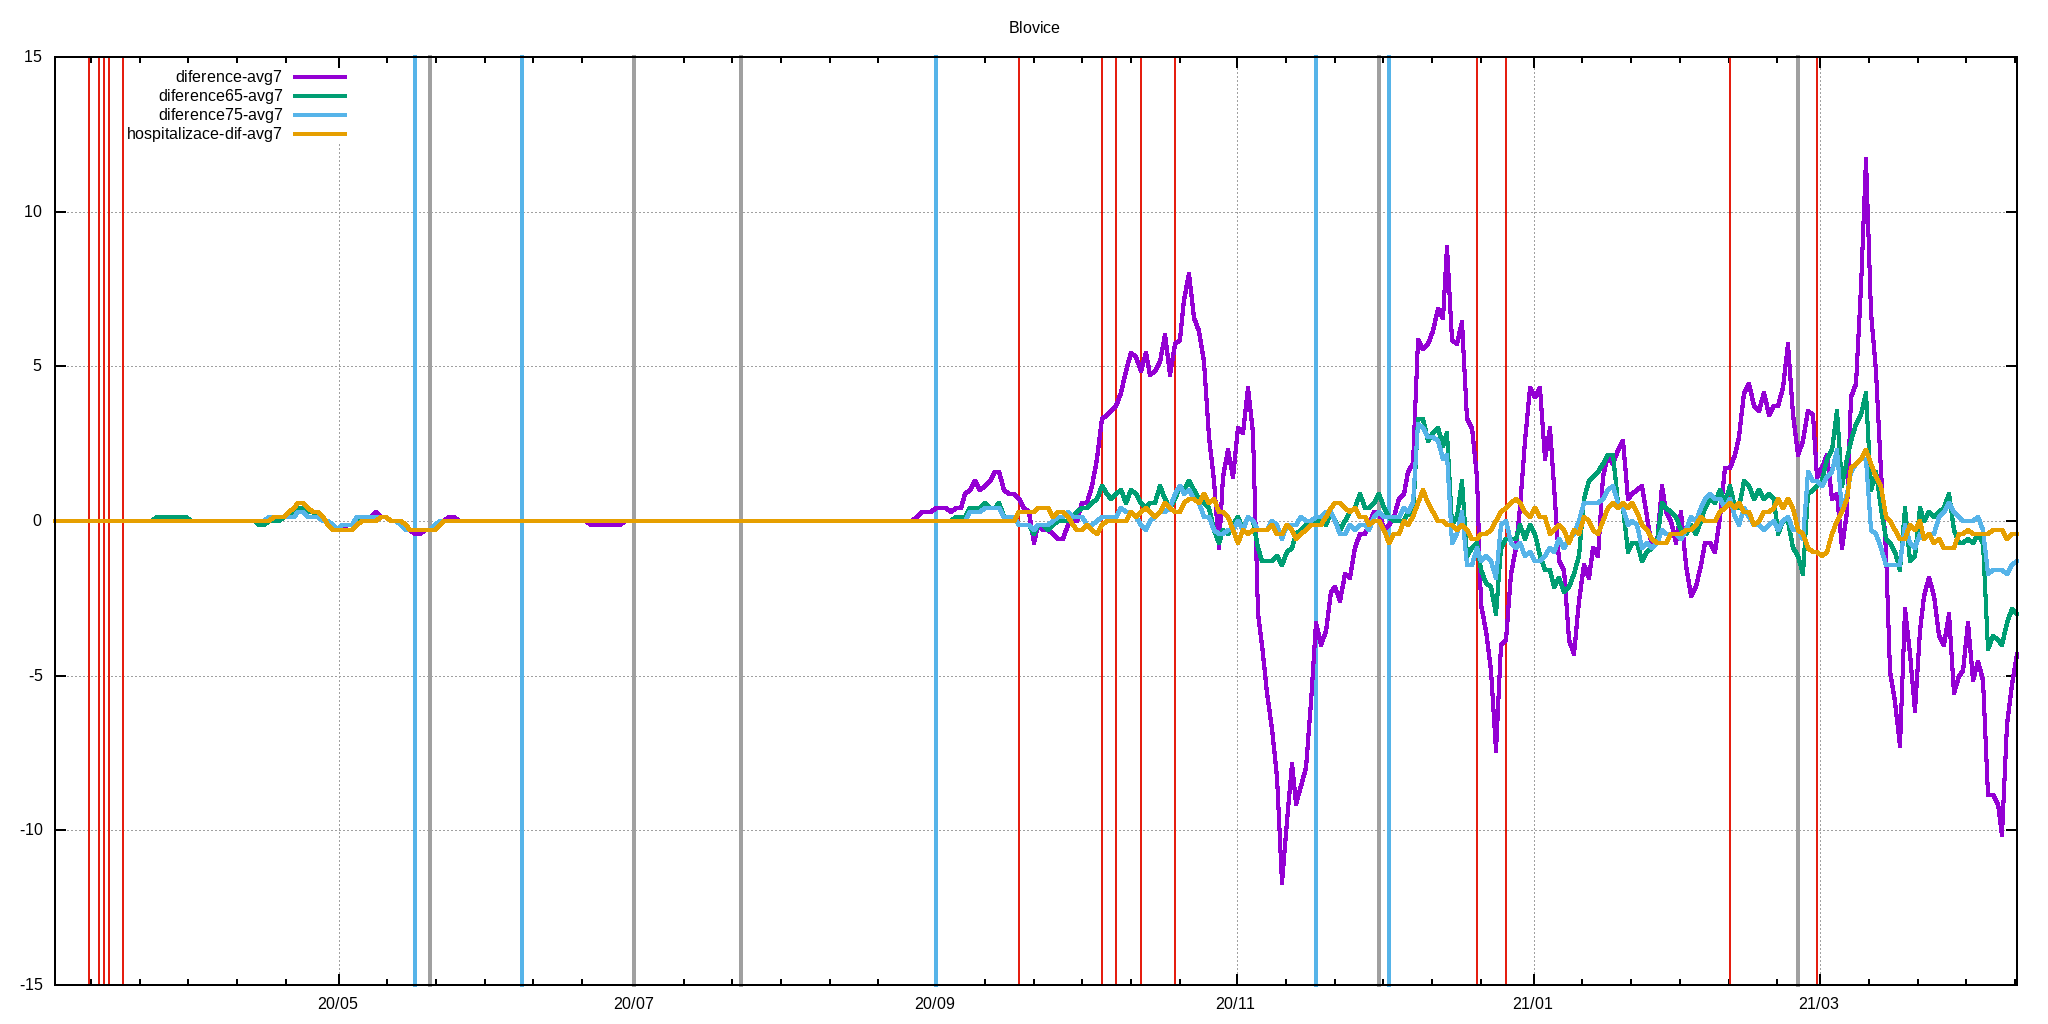 Blovice
15
diference-avg7
diference65-avg7
diference75-avg7
hospitalizace-dif-avg7
10
5
0
-5
-10
-15
20/05
20/07
20/09
20/11
21/01
21/03